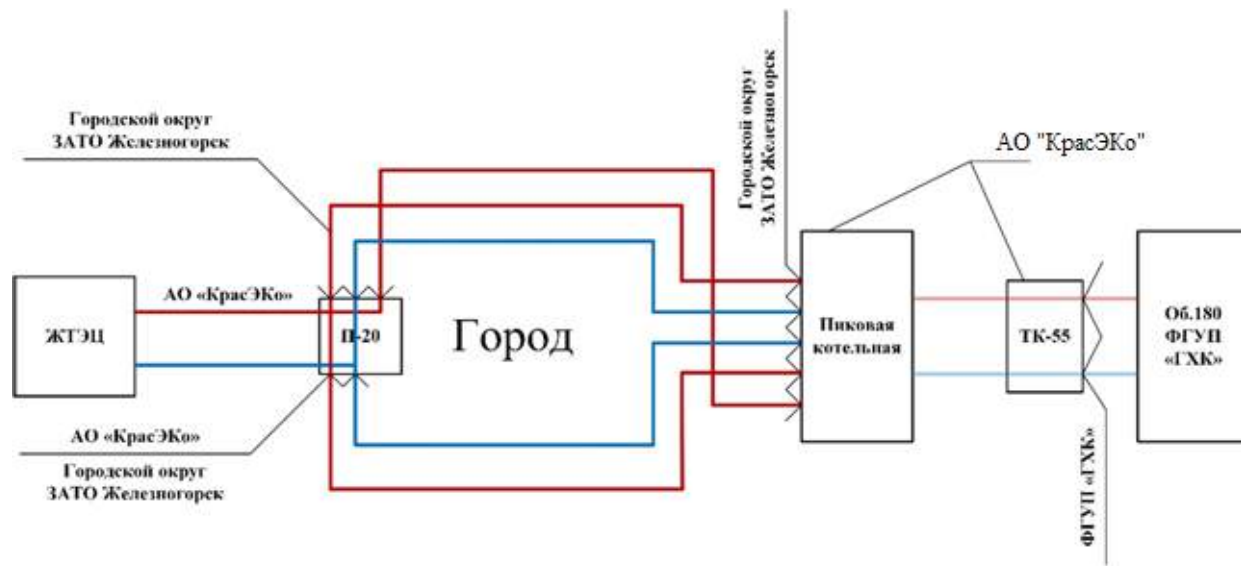 Городской округ
ЗАТО Железногорск
АО "КрасЭКо"
Городской округ
ЗАТО Железногорск
АО «КрасЭКо»
ЖТЭЦ
П-20
Город
Пиковая
котельная
ТК-55
Об.180
ФГУП
«ГХК»
АО «КрасЭКо»
Городской округ
ЗАТО Железногорск
ФГУП «ГХК»